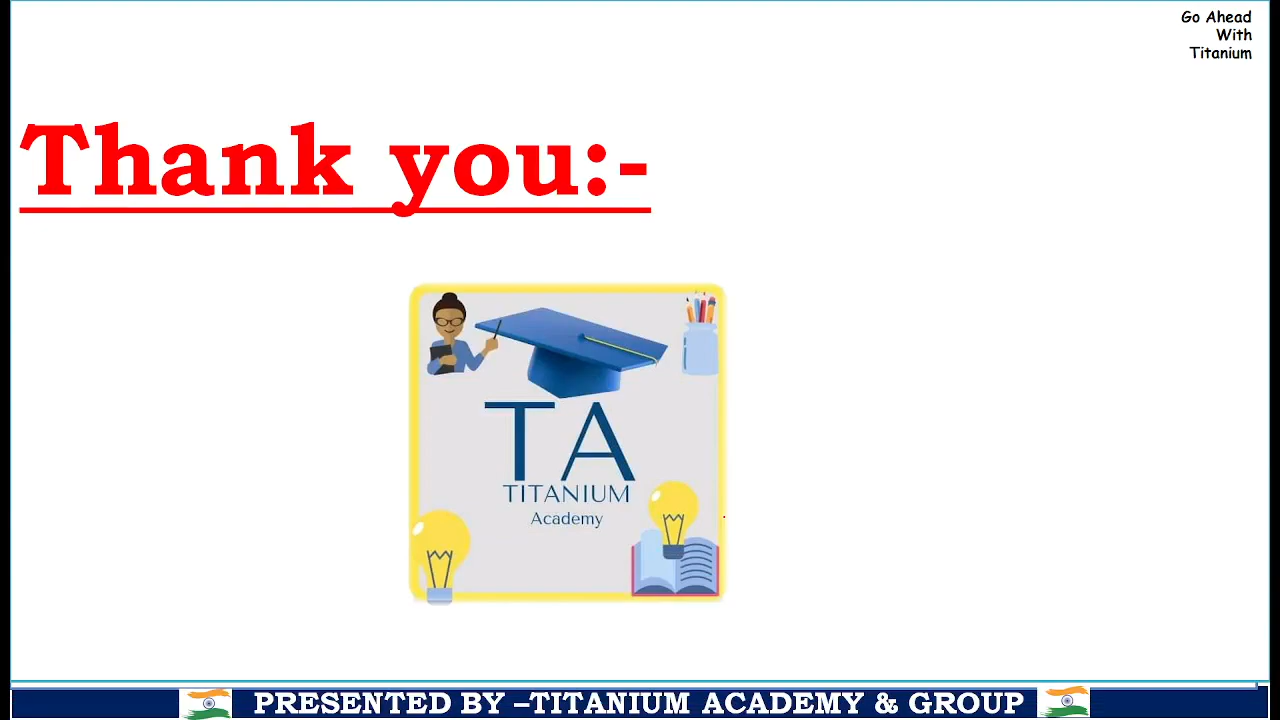 Go Ahead
With
Titanium
Thank you:-
TA
TITANIUM
Academy
PRESENTED BY –TITANIUM ACADEMY & GROUP